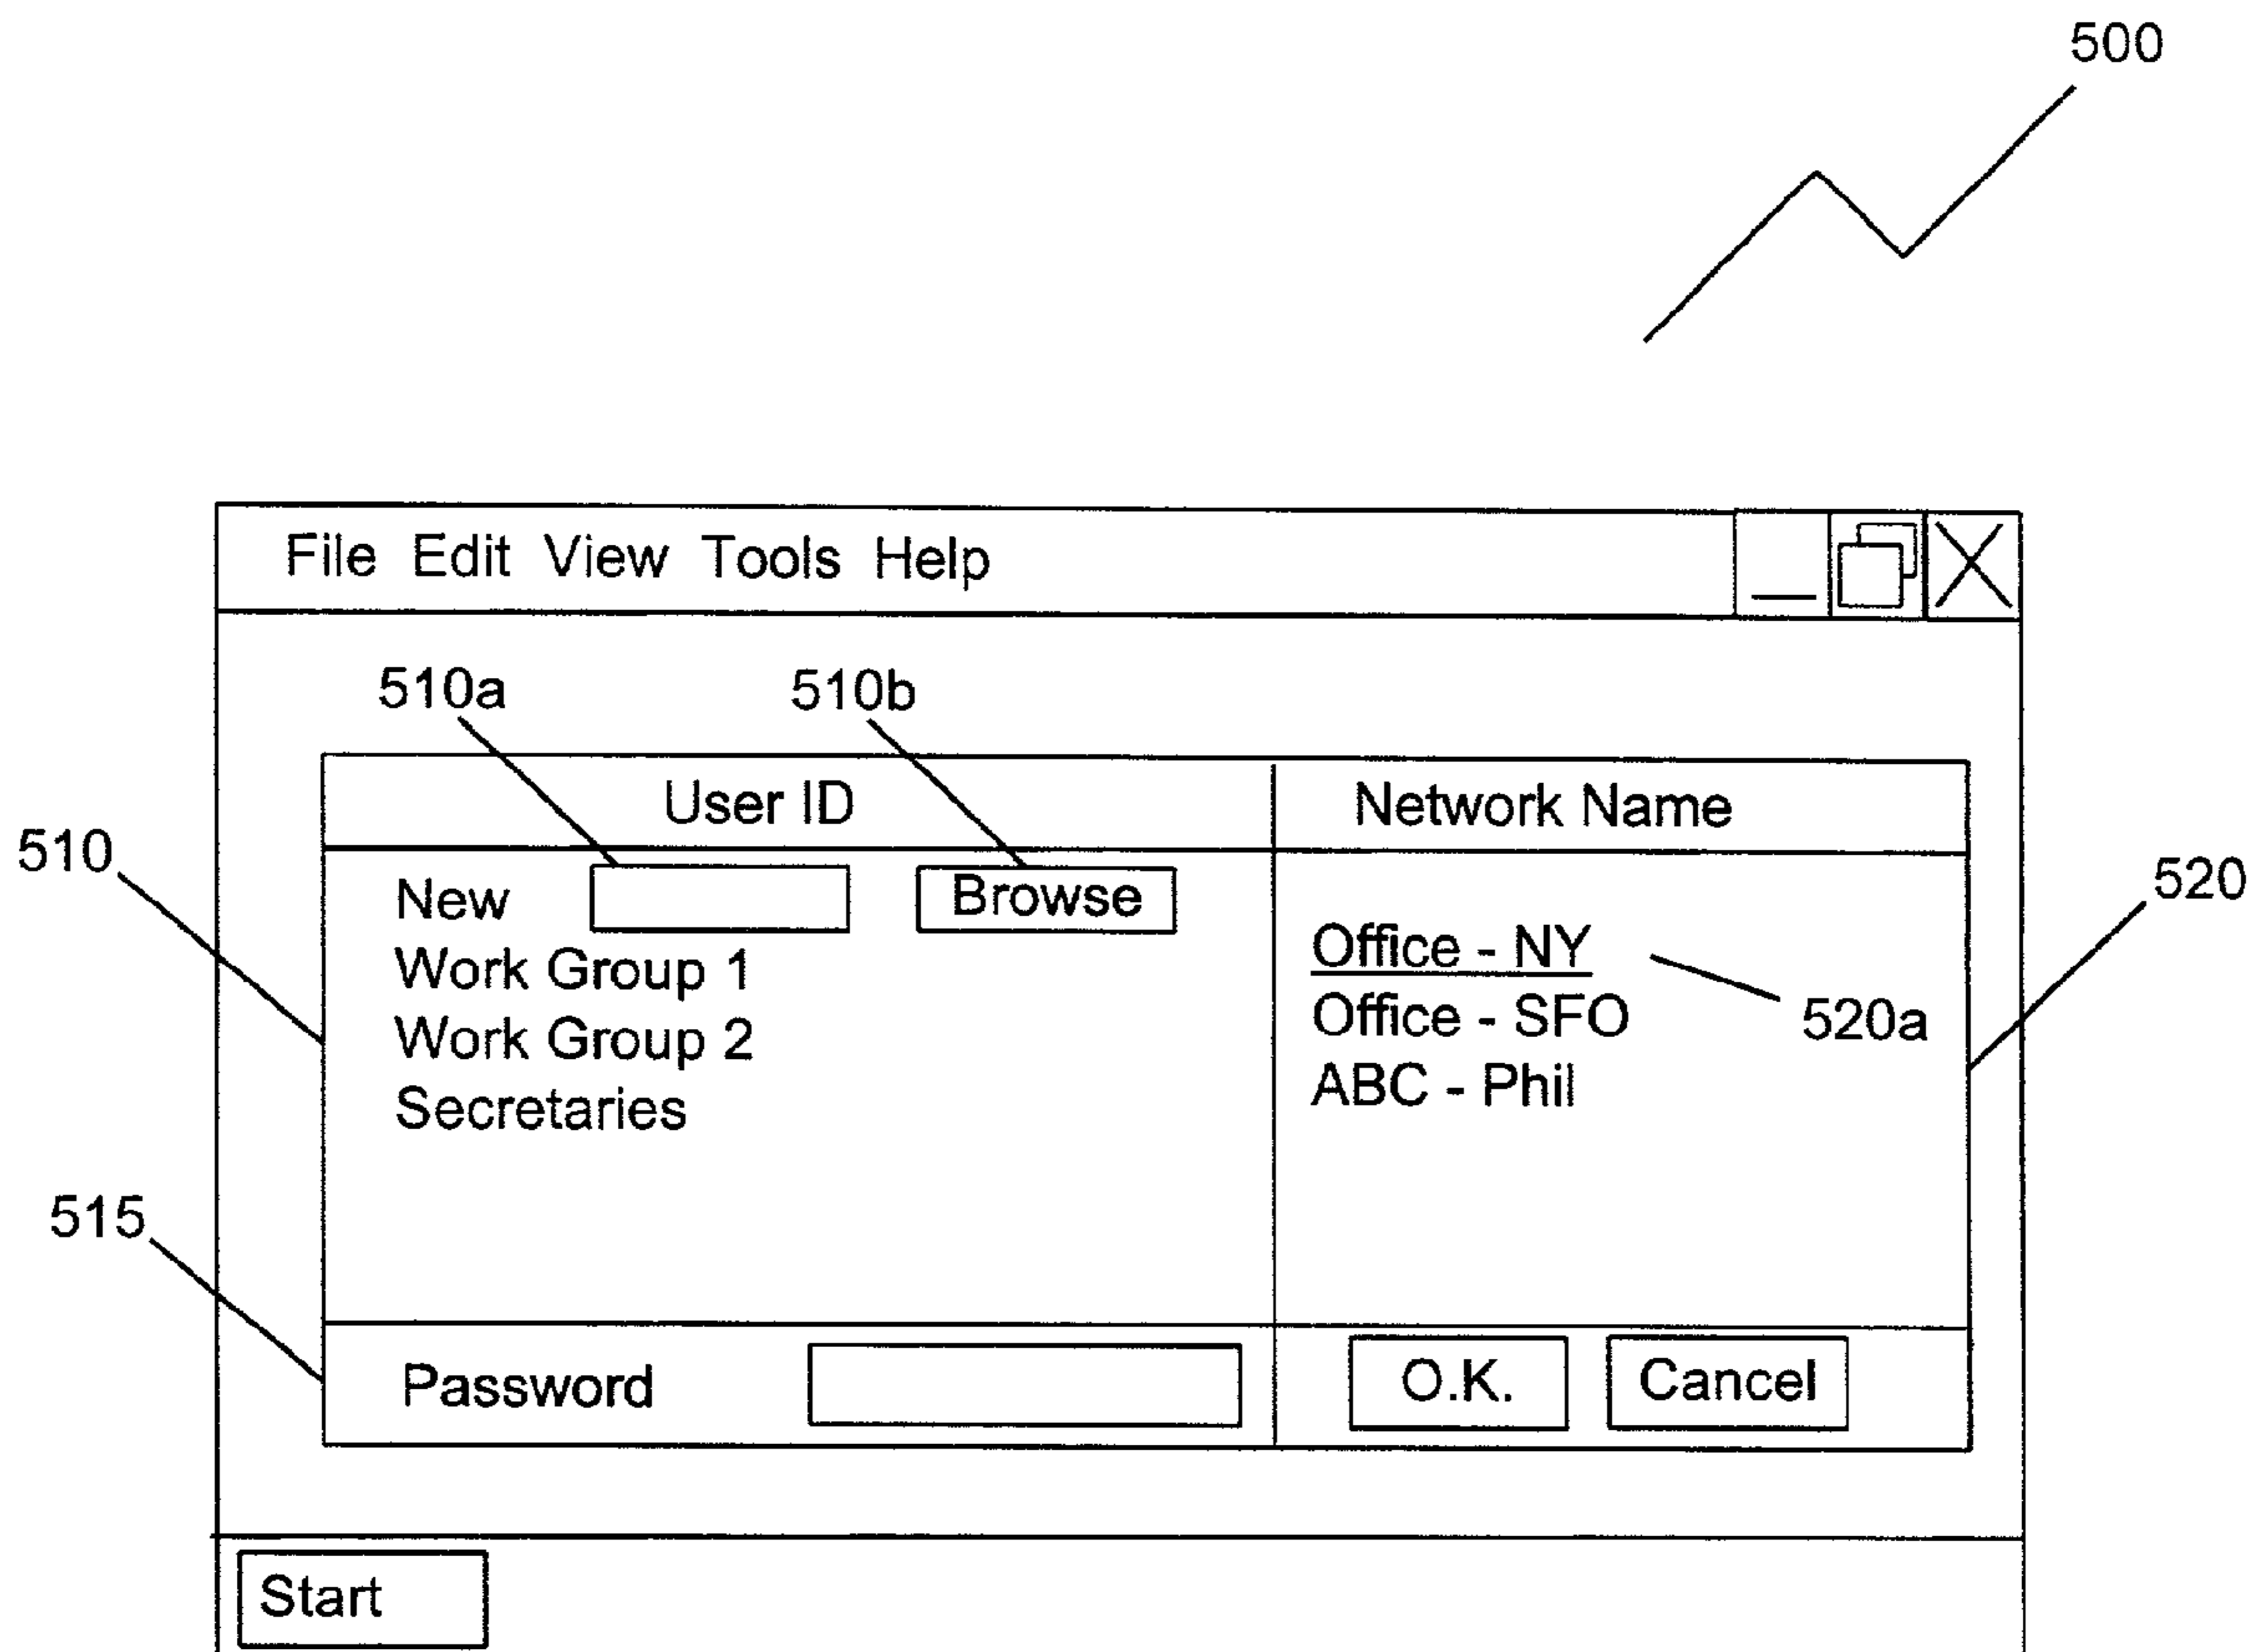 500
File Edit View Tools Help
510a 510b
User ID Network Name
510
520
New Browse
Work Group 1
Work Group 2
Secretaries
Office - NY
Office - SFO
ABC - Phil
520a
515
Password O.K. Cancel
Start